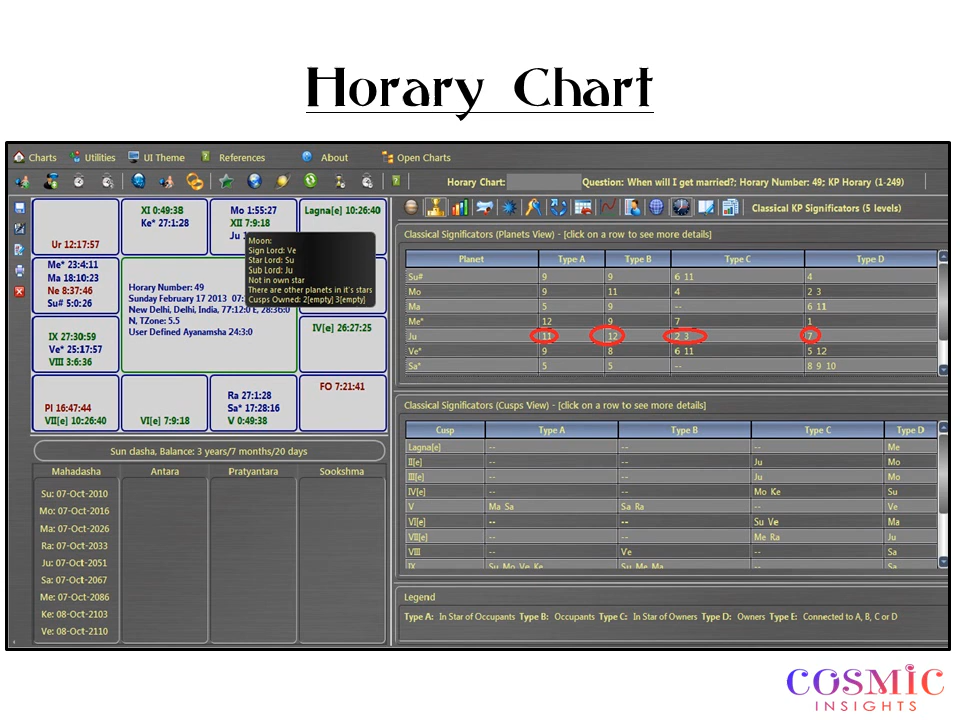 Horary Chart
Charts Utilities UI Theme References About Open Charts
Horary Chart: Question: When will I get married?; Horary Number: 49; KP Horary (1-249)
Ur 12:17:57
XI 0:49:38
Ke* 27:1:28
Mo 1:55:27
XII 7:9:18
Ju
Lagna[e] 10:26:40
Moon:
Sign Lord: Ve
Star Lord: Su
Sub Lord: Ju
Not in own star
There are other planets in it's stars
Cusps Owned: 2[empty] 3[empty]
Me* 23:4:11
Ma 18:10:23
Ne 8:37:46
Su# 5:0:26
Horary Number: 49
Sunday February 17 2013 07:
New Delhi, Delhi, India, 77:12:0 E, 28:36:0
N, TZone: 5.5
User Defined Ayanamsha 24:3:0
IX 27:30:59
Ve* 25:17:57
VIII 3:6:36
IV[e] 26:27:25
Pl 16:47:44
VII[e] 10:26:40
VI[e] 7:9:18
Ra 27:1:28
Sa* 17:28:16
V 0:49:38
FO 7:21:41
Sun dasha, Balance: 3 years/7 months/20 days
Mahadasha Antara Pratyantara Sookshma
Su: 07-Oct-2010
Mo: 07-Oct-2016
Ma: 07-Oct-2026
Ra: 07-Oct-2033
Ju: 07-Oct-2051
Sa: 07-Oct-2067
Me: 07-Oct-2086
Ke: 08-Oct-2103
Ve: 08-Oct-2110
Classical KP Significators (5 levels)
Classical Significators (Planets View) - [click on a row to see more details]
Planet Type A Type B Type C Type D
Su# 9 9 6 11 4
Mo 9 11 4 2 3
Ma 5 9 -- 6 11
Me* 12 9 7 1
Ju 11 12 2 3 7
Ve* 9 8 6 11 5 12
Sa* 5 5 -- 8 9 10
Classical Significators (Cusps View) - [click on a row to see more details]
Cusp Type A Type B Type C Type D
Lagna[e] -- -- -- Me
II[e] -- -- Ju Mo
III[e] -- -- Ju Mo
IV[e] -- -- Mo Ke Su
V Ma Sa Sa Ra -- Ve
VI[e] -- -- Su Ve Ma
VII[e] -- -- Me Ra Ju
VIII -- Ve -- Sa
IX Su Mo Ve Ke Su Me Ma -- Sa
Legend
Type A: In Star of Occupants Type B: Occupants Type C: In Star of Owners Type D: Owners Type E: Connected to A, B, C or D
COSMIC
INSIGHTS